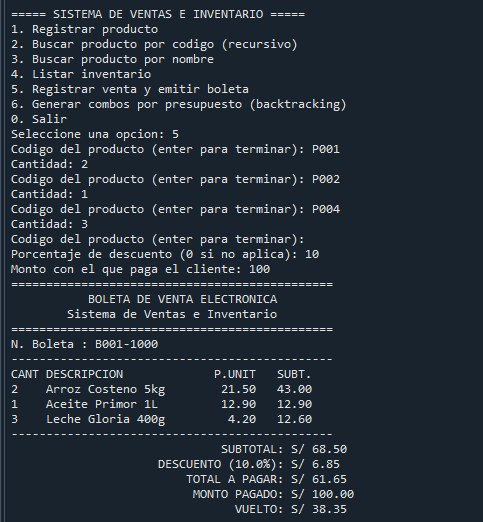 ===== SISTEMA DE VENTAS E INVENTARIO =====
1. Registrar producto
2. Buscar producto por codigo (recursivo)
3. Buscar producto por nombre
4. Listar inventario
5. Registrar venta y emitir boleta
6. Generar combos por presupuesto (backtracking)
0. Salir
Seleccione una opcion: 5
Codigo del producto (enter para terminar): P001
Cantidad: 2
Codigo del producto (enter para terminar): P002
Cantidad: 1
Codigo del producto (enter para terminar): P004
Cantidad: 3
Codigo del producto (enter para terminar):
Porcentaje de descuento (0 si no aplica): 10
Monto con el que paga el cliente: 100
==============================================
BOLETA DE VENTA ELECTRONICA
Sistema de Ventas e Inventario
==============================================
N. Boleta : B001-1000
----------------------------------------------
CANT DESCRIPCION P.UNIT SUBT.
2 Arroz Costeno 5kg 21.50 43.00
1 Aceite Primor 1L 12.90 12.90
3 Leche Gloria 400g 4.20 12.60
----------------------------------------------
SUBTOTAL: S/ 68.50
DESCUENTO (10.0%): S/ 6.85
TOTAL A PAGAR: S/ 61.65
MONTO PAGADO: S/ 100.00
VUELTO: S/ 38.35